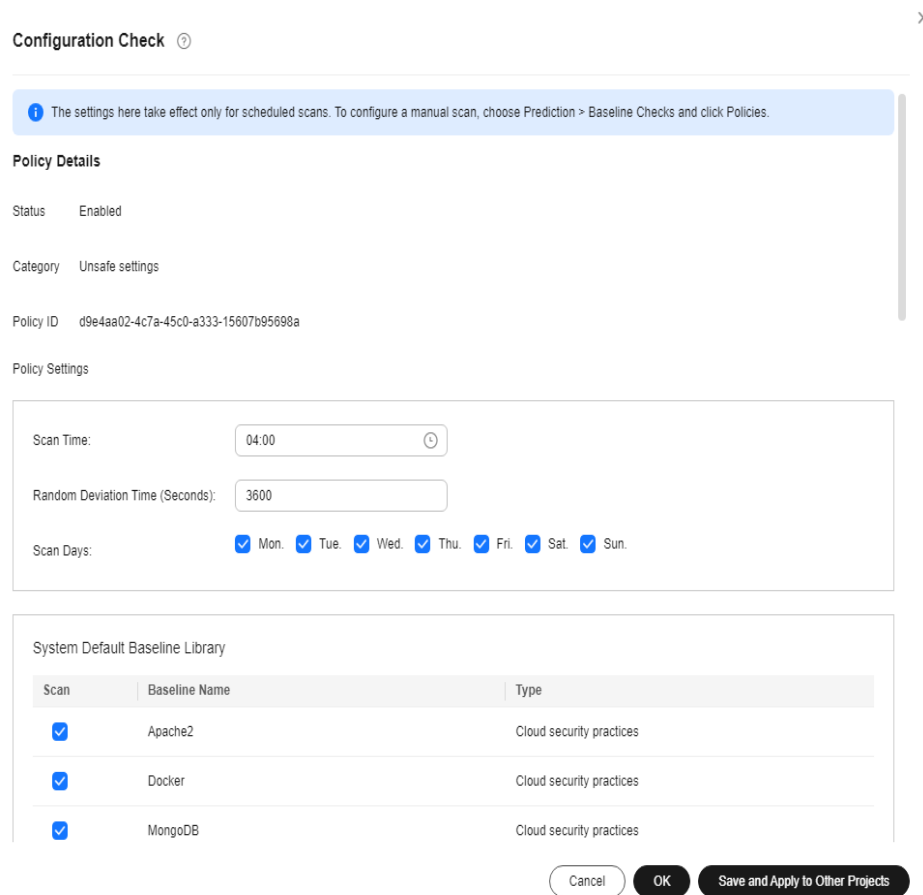 Configuration Check
The settings here take effect only for scheduled scans. To configure a manual scan, choose Prediction > Baseline Checks and click Policies.
Policy Details
Status Enabled
Category Unsafe settings
Policy ID d9e4aa02-4c7a-45c0-a333-15607b95698a
Policy Settings
Scan Time: 04:00
Random Deviation Time (Seconds): 3600
Scan Days: Mon. Tue. Wed. Thu. Fri. Sat. Sun.
System Default Baseline Library
Scan Baseline Name Type
Apache2 Cloud security practices
Docker Cloud security practices
MongoDB Cloud security practices
Cancel OK Save and Apply to Other Projects